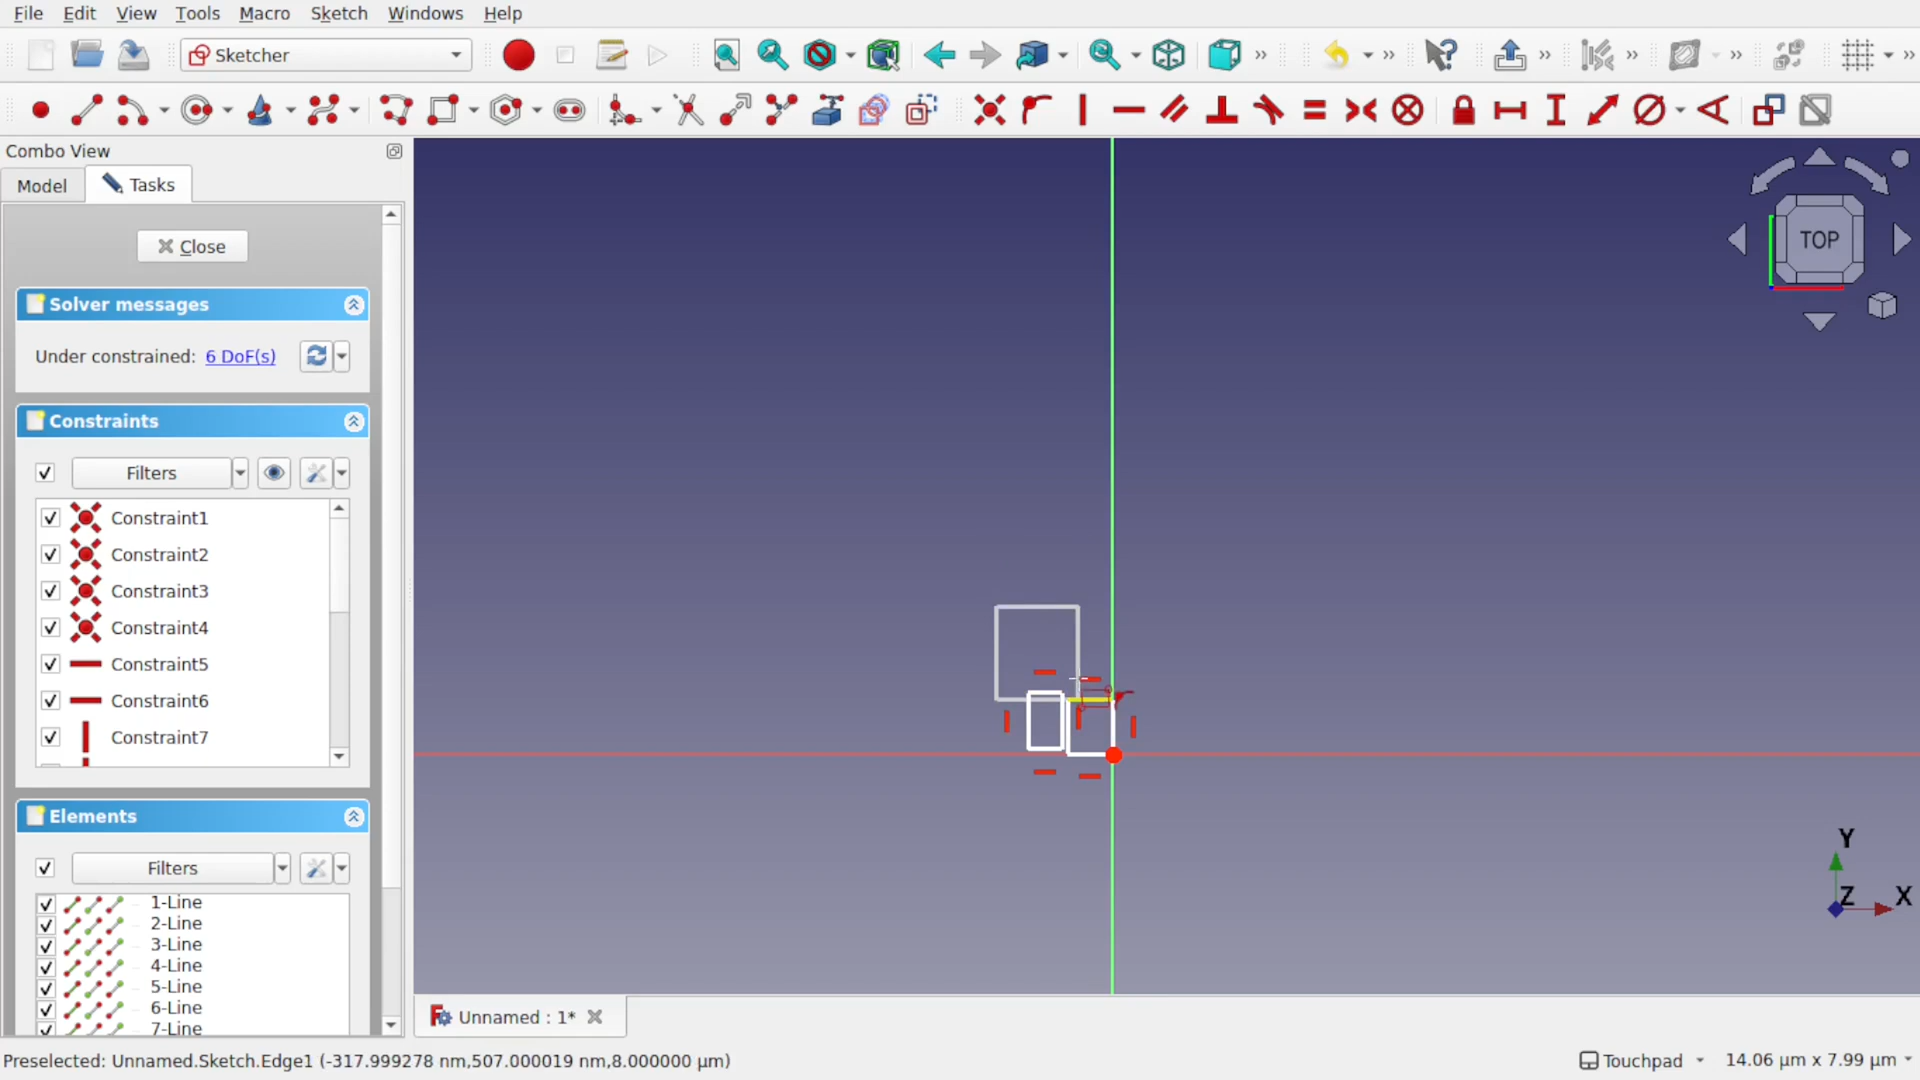 File Edit View Tools Macro Sketch Windows Help
Sketcher
Combo View
Model Tasks
Close
Solver messages
Under constrained: 6 DoF(s)
Constraints
Filters
Constraint1
Constraint2
Constraint3
Constraint4
Constraint5
Constraint6
Constraint7
Elements
Filters
1-Line
2-Line
3-Line
4-Line
5-Line
6-Line
7-Line
TOP
Y
Z X
Unnamed : 1*
Preselected: Unnamed.Sketch.Edge1 (-317.999278 nm,507.000019 nm,8.000000 µm)
Touchpad 14.06 µm x 7.99 µm